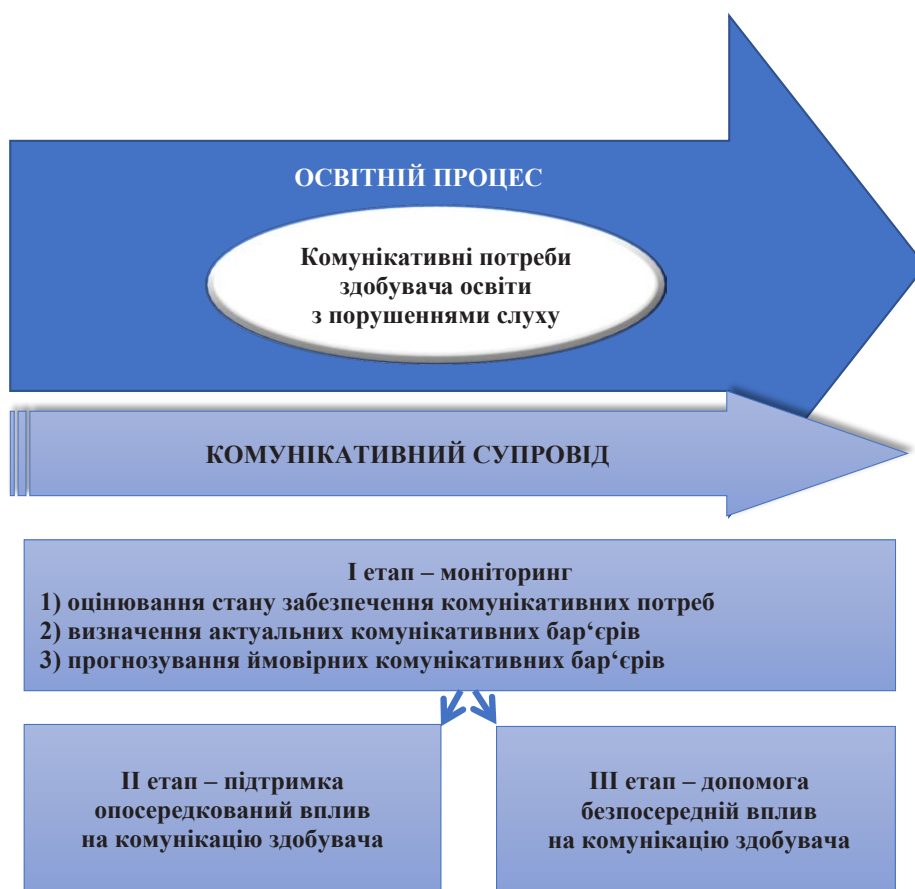 ОСВІТНІЙ ПРОЦЕС
Комунікативні потреби
здобувача освіти
з порушеннями слуху
КОМУНІКАТИВНИЙ СУПРОВІД
І етап – моніторинг
1) оцінювання стану забезпечення комунікативних потреб
2) визначення актуальних комунікативних бар‘єрів
3) прогнозування ймовірних комунікативних бар‘єрів
ІІ етап – підтримка
опосередкований вплив
на комунікацію здобувача
ІІІ етап – допомога
безпосередній вплив
на комунікацію здобувача